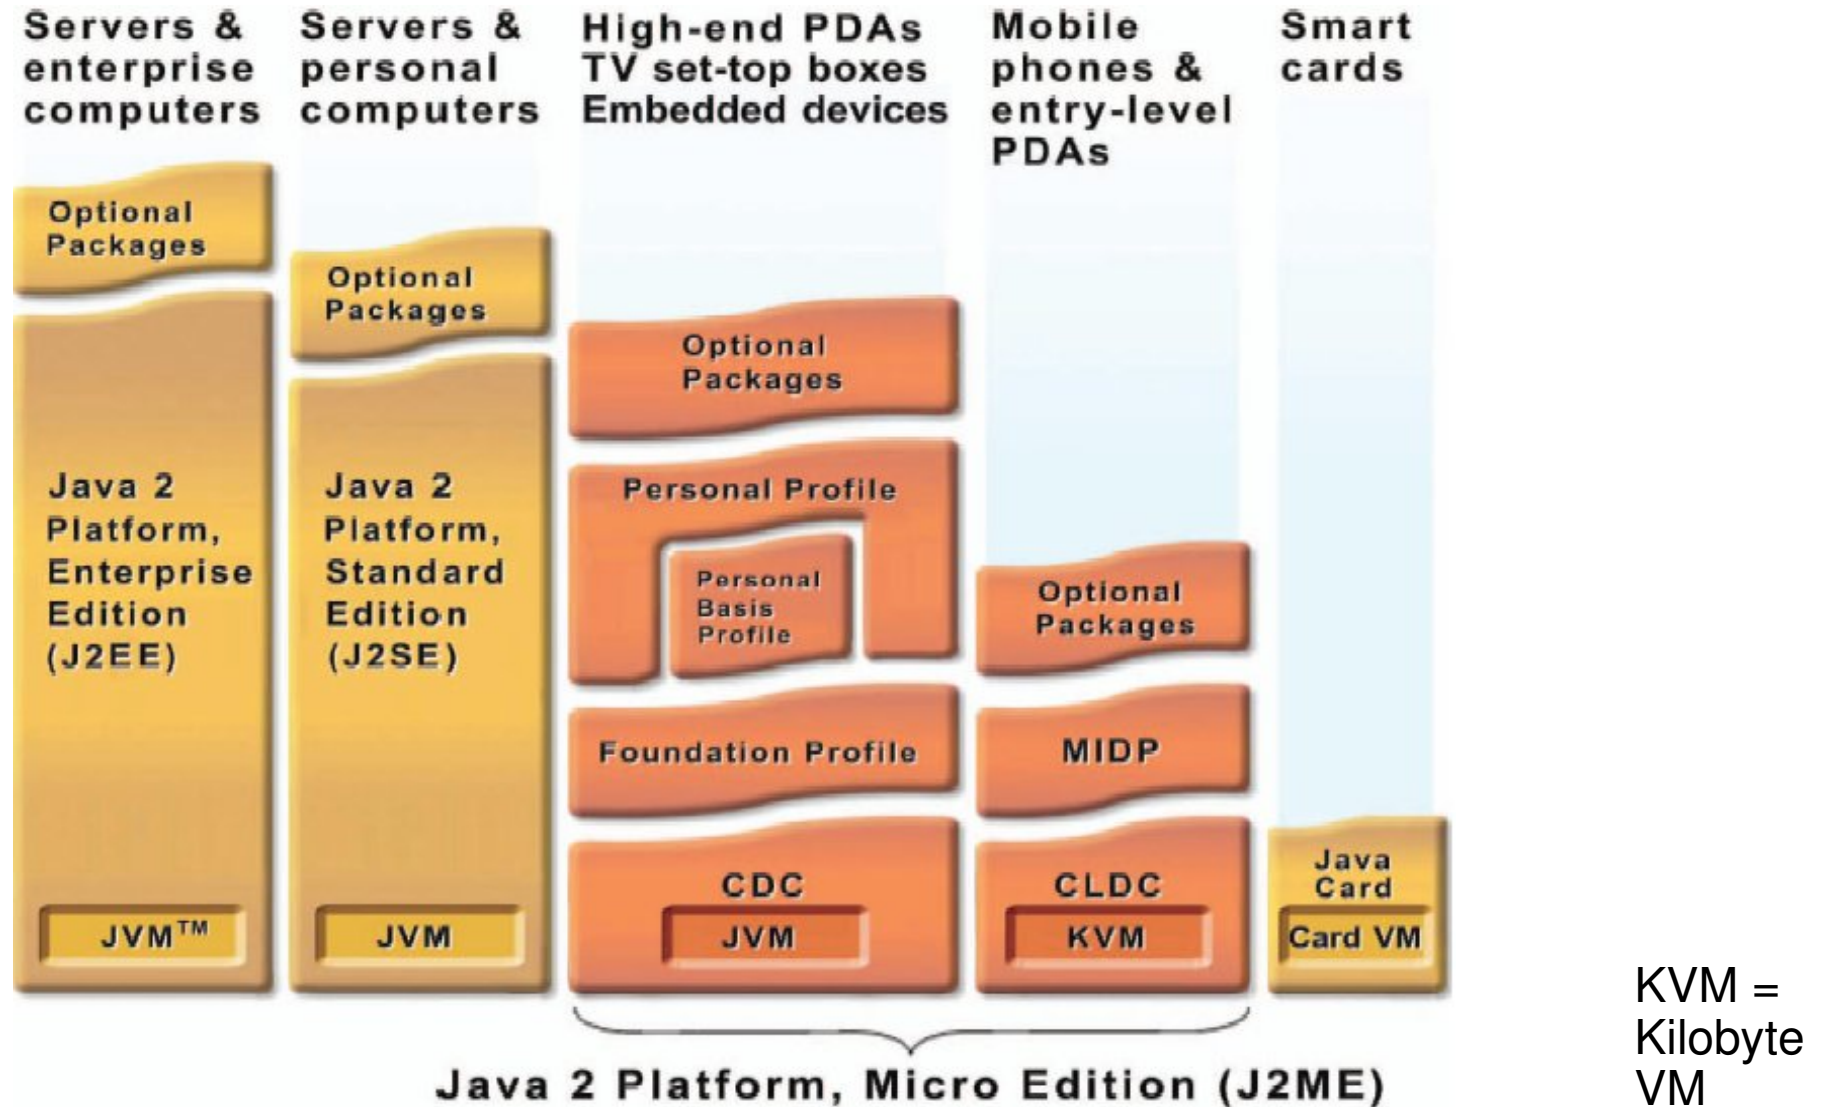 Servers &
enterprise
computers
Servers &
personal
computers
High-end PDAs
TV set-top boxes
Embedded devices
Mobile
phones &
entry-level
PDAs
Smart
cards
Optional
Packages
Java 2
Platform,
Enterprise
Edition
(J2EE)
JVM™
Optional
Packages
Java 2
Platform,
Standard
Edition
(J2SE)
JVM
Optional
Packages
Personal Profile
Personal
Basis
Profile
Foundation Profile
CDC
JVM
Optional
Packages
MIDP
CLDC
KVM
Java
Card
Card VM
Java 2 Platform, Micro Edition (J2ME)
KVM =
Kilobyte
VM